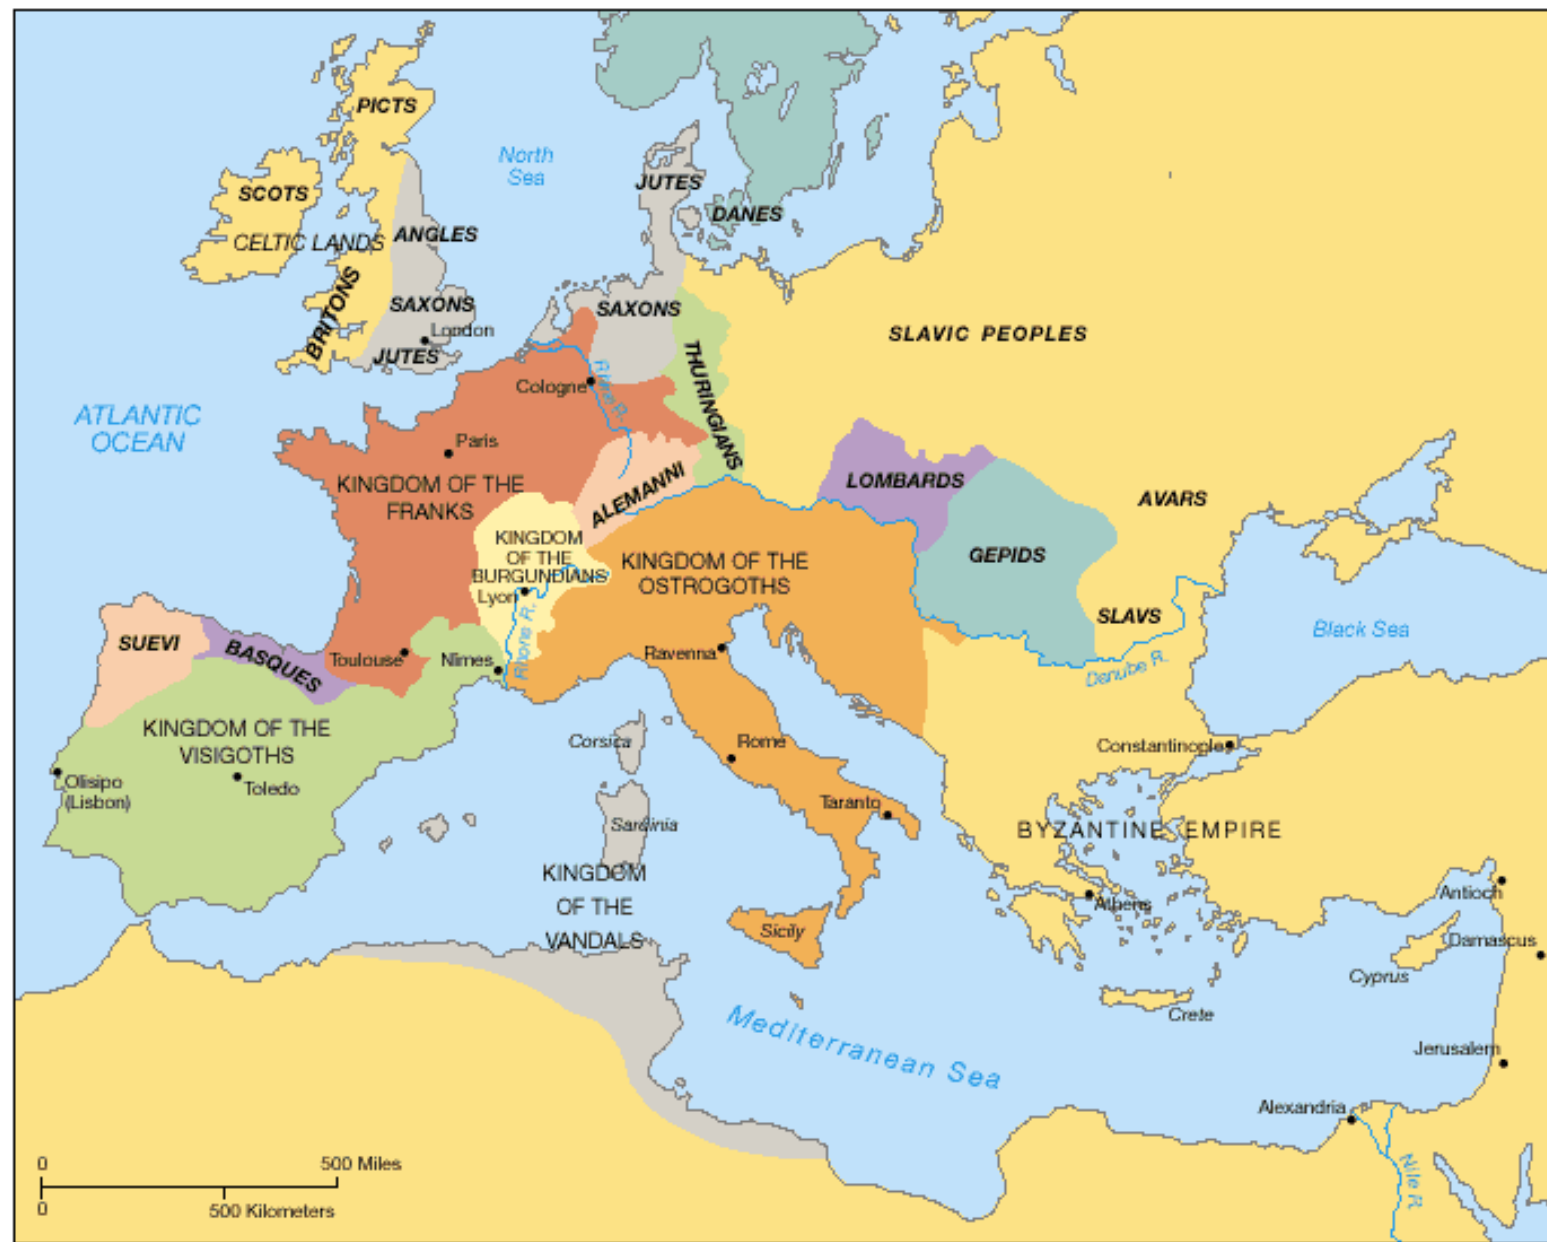 PICTS
North
Sea
SCOTS
JUTES
DANES
CELTIC LANDS
ANGLES
BRITONS
SAXONS
SAXONS
London
JUTES
SLAVIC PEOPLES
THURINGIANS
Cologne
Rhine R.
ATLANTIC
OCEAN
Paris
KINGDOM OF THE
FRANKS
ALEMANNI
LOMBARDS
AVARS
KINGDOM
OF THE
BURGUNDIANS
Lyon
KINGDOM OF THE
OSTROGOTHS
GEPIDS
SLAVS
Black Sea
SUEVI
BASQUES
Toulouse
Nimes
Rhone R.
Ravenna
Danube R.
KINGDOM OF THE
VISIGOTHS
Olisipo
(Lisbon)
Toledo
Corsica
Rome
Constantinople
Sardinia
Taranto
BYZANTINE EMPIRE
KINGDOM
OF THE
VANDALS
Sicily
Athens
Antioch
Damascus
Cyprus
Crete
Mediterranean Sea
Jerusalem
Alexandria
Nile R.
0
500 Miles
0
500 Kilometers